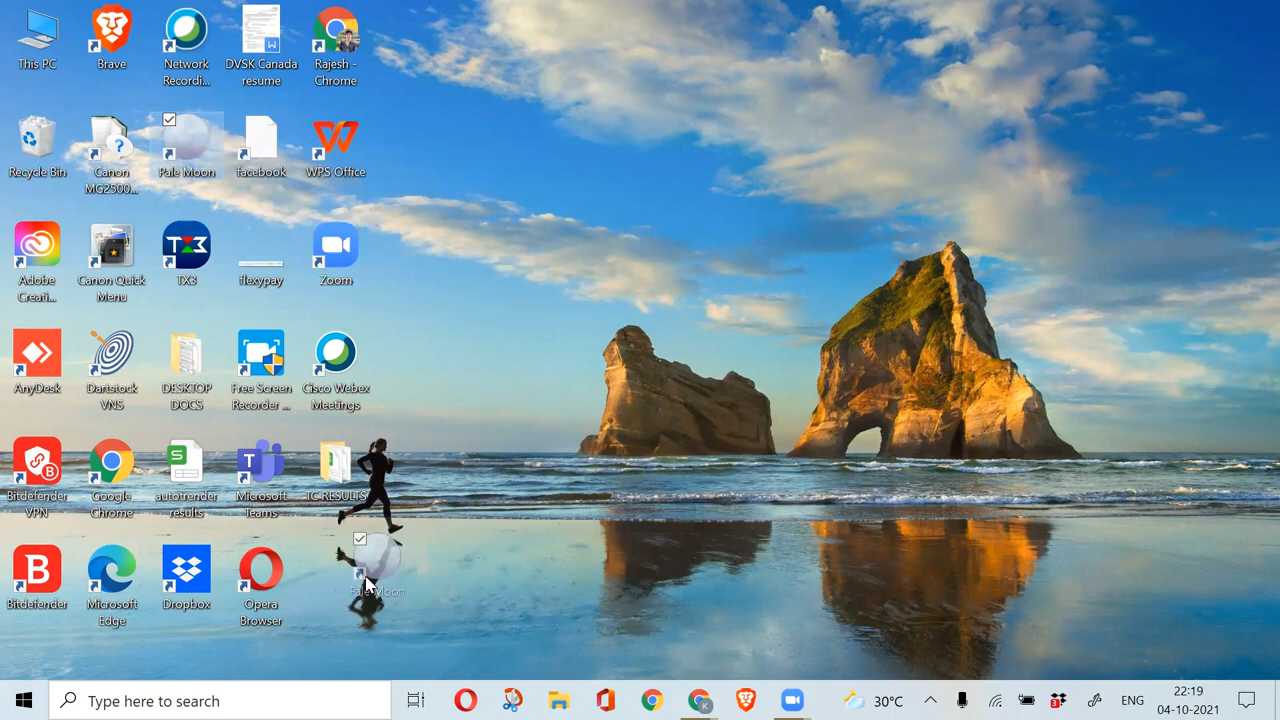 This PC
Brave
Network
Recordi...
DVSK Canada
resume
Rajesh -
Chrome
Recycle Bin
Canon
MG2500...
Pale Moon
facebook
WPS Office
Adobe
Creati...
Canon Quick
Menu
TX3
flexypay
Zoom
AnyDesk
Dartstock
VNS
DESKTOP
DOCS
Free Screen
Recorder ...
Cisco Webex
Meetings
Bitdefender
VPN
Google
Chrome
autotrender
results
Microsoft
Teams
IC RESULTS
Bitdefender
Microsoft
Edge
Dropbox
Opera
Browser
Pale Moon
Type here to search
30°C
ENG
22:19
04-10-2021